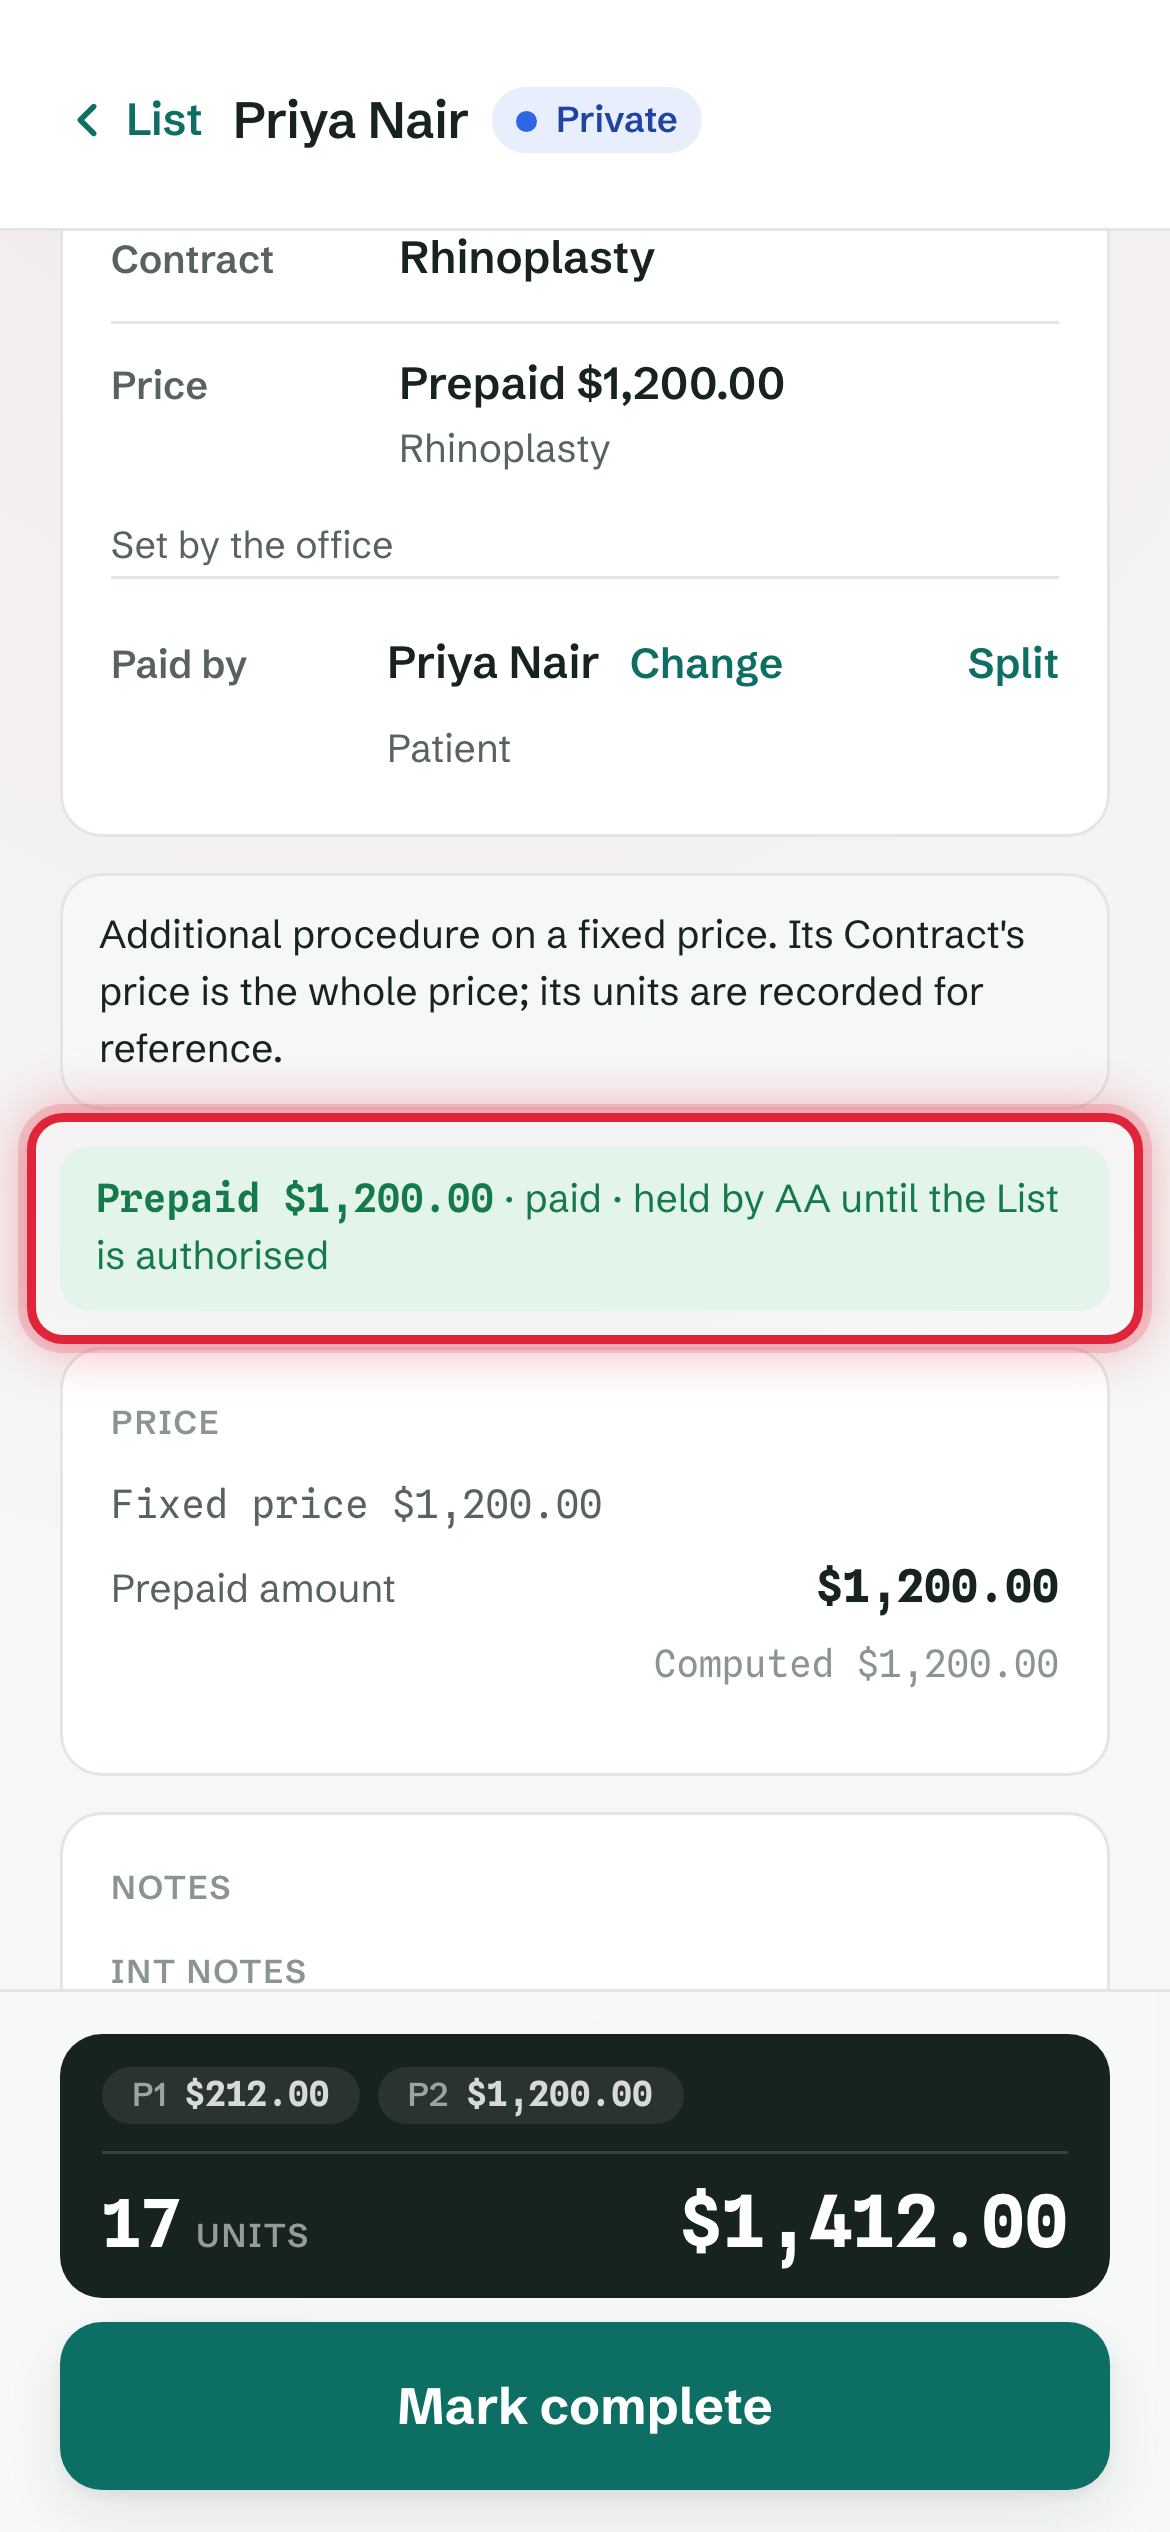 List Priya Nair Private
Contract Rhinoplasty
Price Prepaid $1,200.00
Rhinoplasty
Set by the office
Paid by Priya Nair Change Split
Patient
Additional procedure on a fixed price. Its Contract's
price is the whole price; its units are recorded for
reference.
Prepaid $1,200.00 · paid · held by AA until the List
is authorised
PRICE
Fixed price $1,200.00
Prepaid amount $1,200.00
Computed $1,200.00
NOTES
INT NOTES
P1 $212.00 P2 $1,200.00
17 UNITS $1,412.00
Mark complete